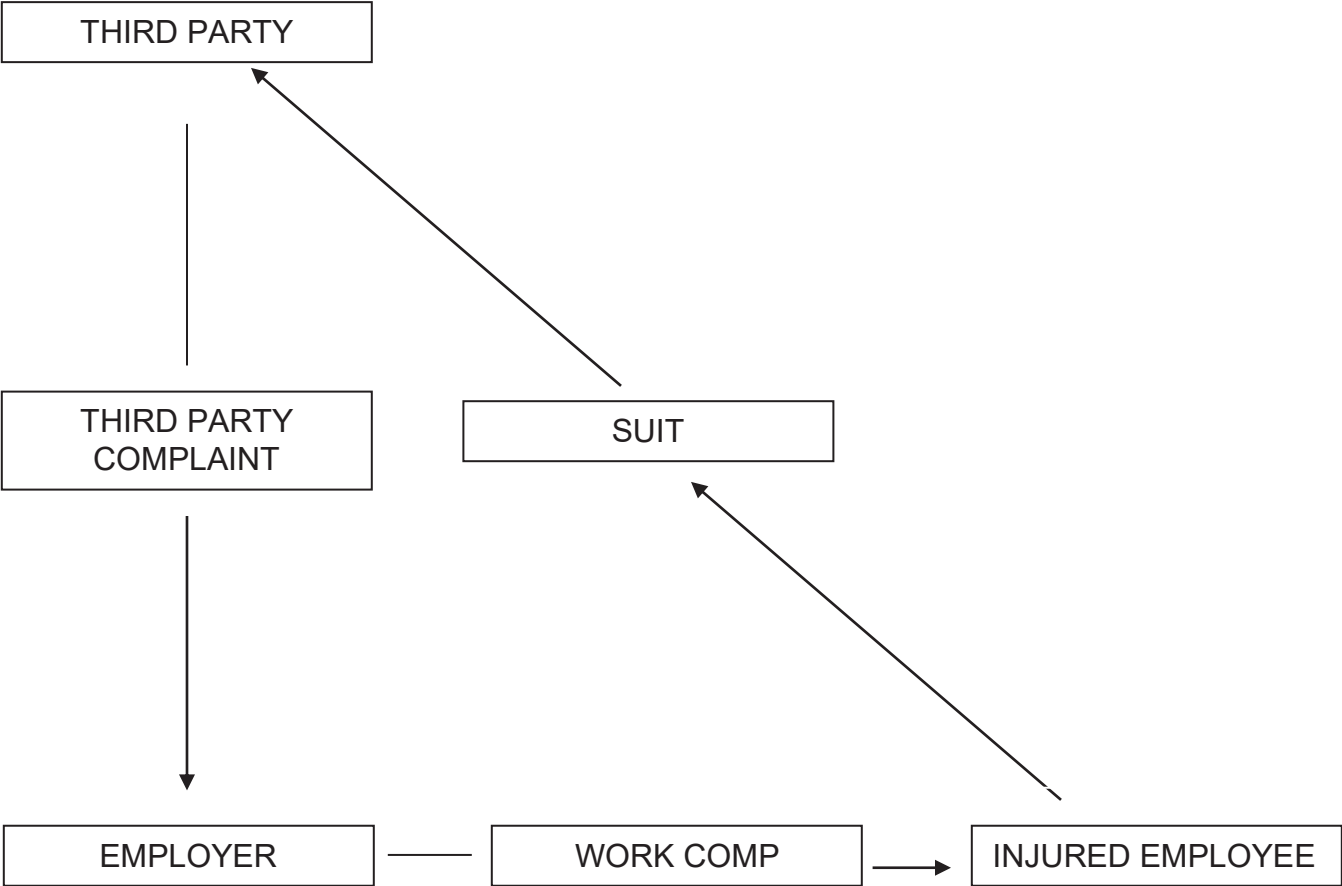 THIRD PARTY
THIRD PARTY
COMPLAINT
SUIT
EMPLOYER
WORK COMP
INJURED EMPLOYEE